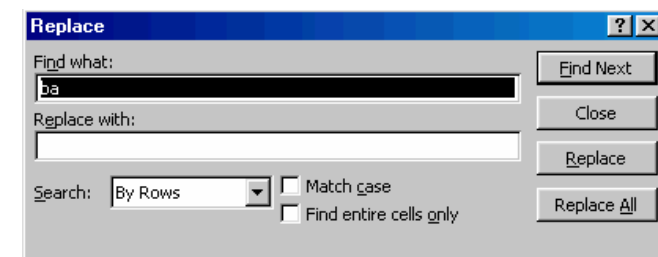 Replace
Find what:
ba
Replace with:
Search: By Rows
Match case
Find entire cells only
Find Next
Close
Replace
Replace All